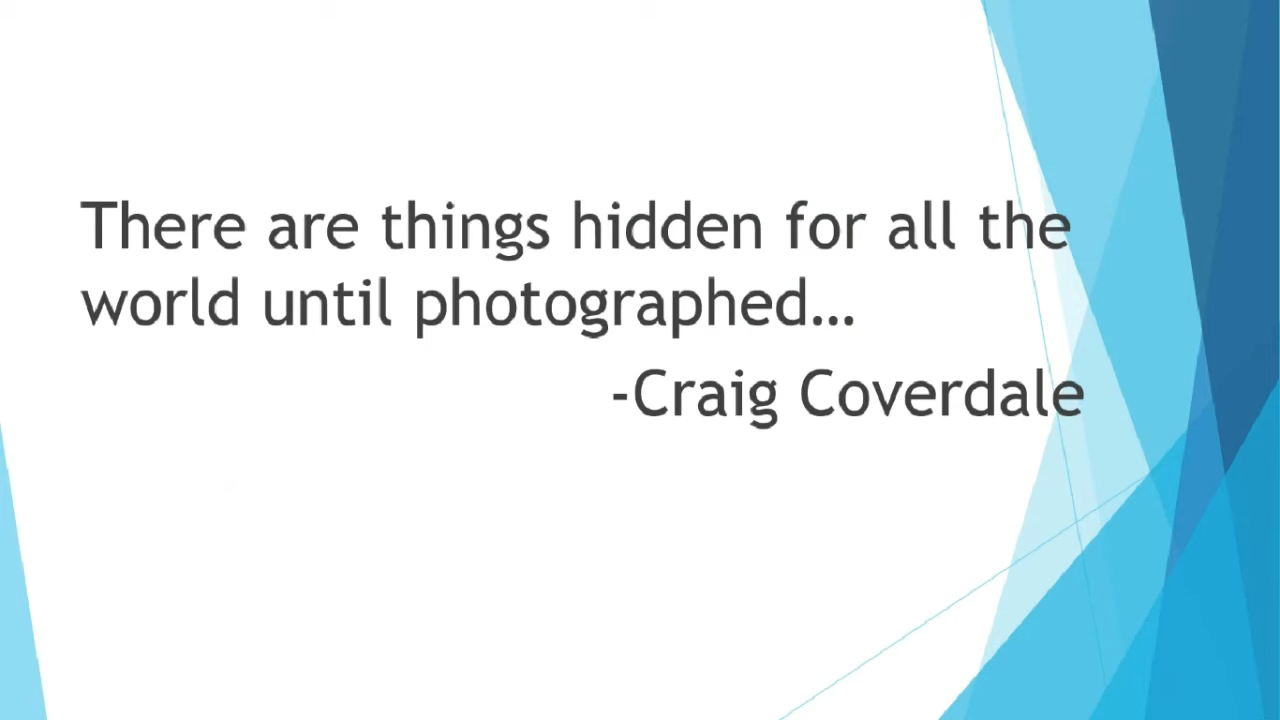 There are things hidden for all the
world until photographed…
-Craig Coverdale